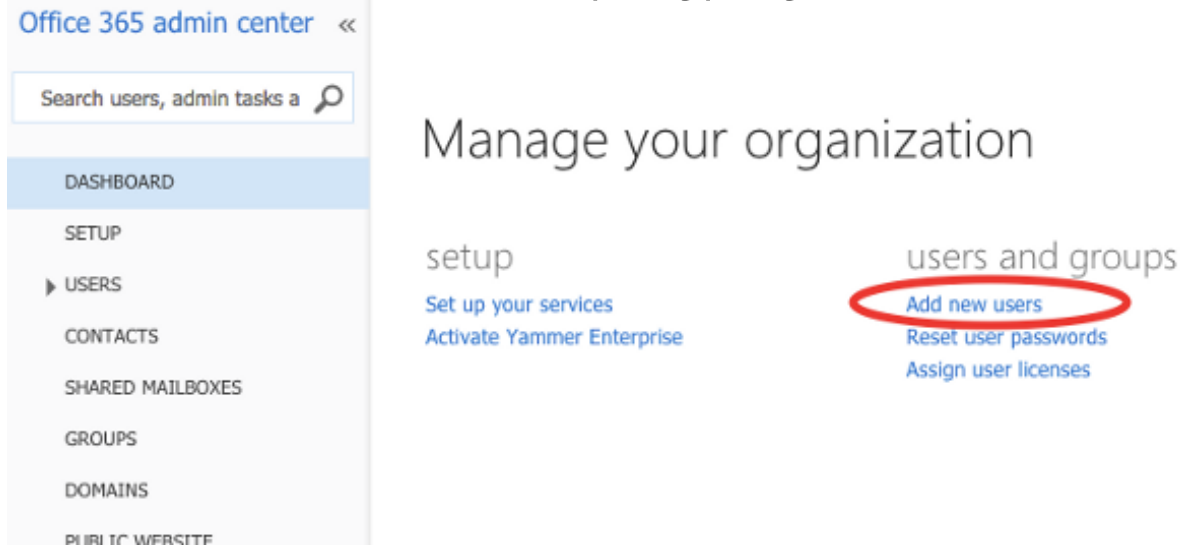 Office 365 admin center «
Search users, admin tasks a
DASHBOARD
SETUP
USERS
CONTACTS
SHARED MAILBOXES
GROUPS
DOMAINS
PUBLIC WEBSITE
Manage your organization
setup
Set up your services
Activate Yammer Enterprise
users and groups
Add new users
Reset user passwords
Assign user licenses